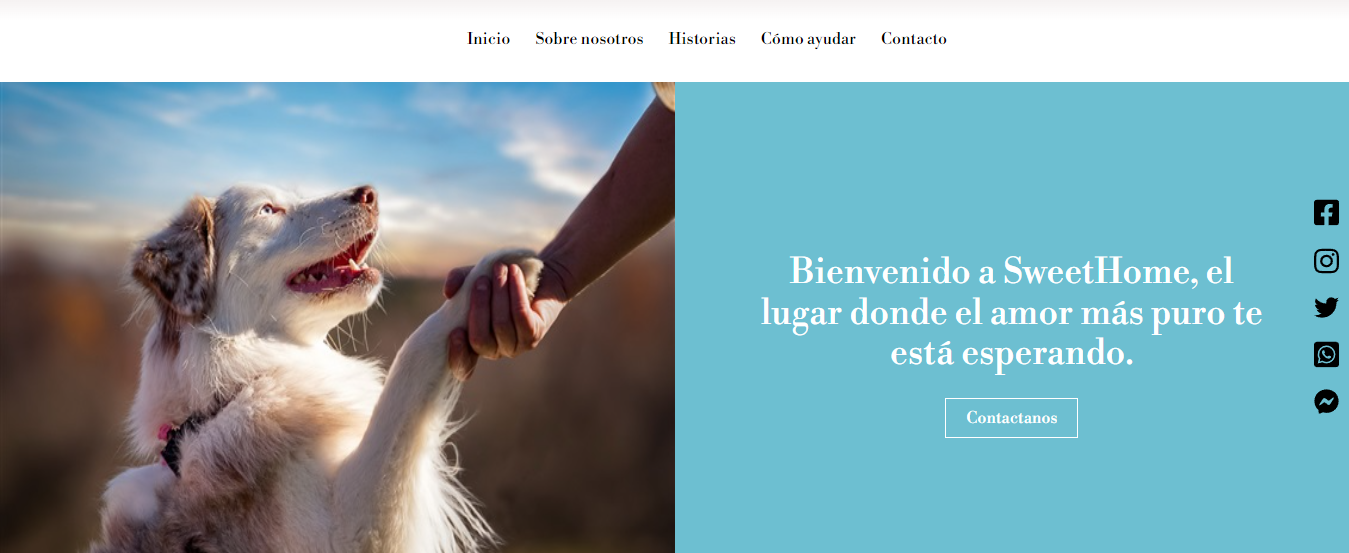 Inicio Sobre nosotros Historias Cómo ayudar Contacto
Bienvenido a SweetHome, el
lugar donde el amor más puro te
está esperando.
Contactanos